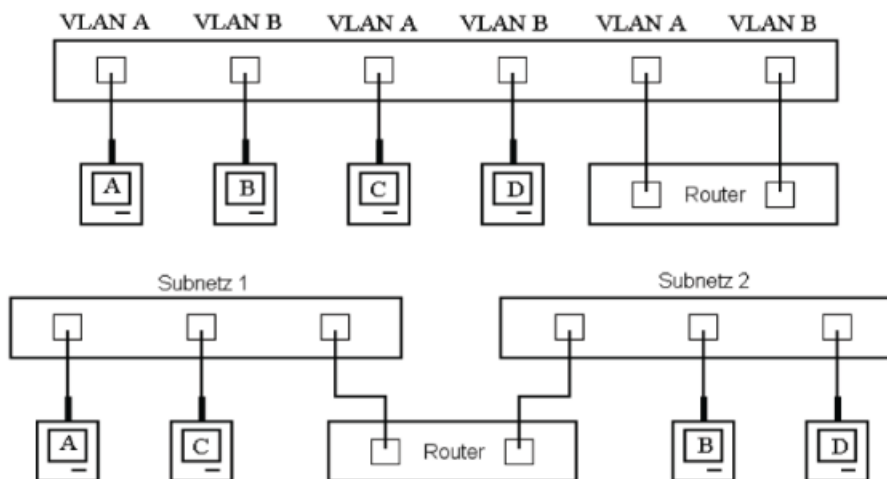 VLAN A VLAN B VLAN A VLAN B VLAN A VLAN B
A B C D Router
Subnetz 1 Subnetz 2
A C Router B D